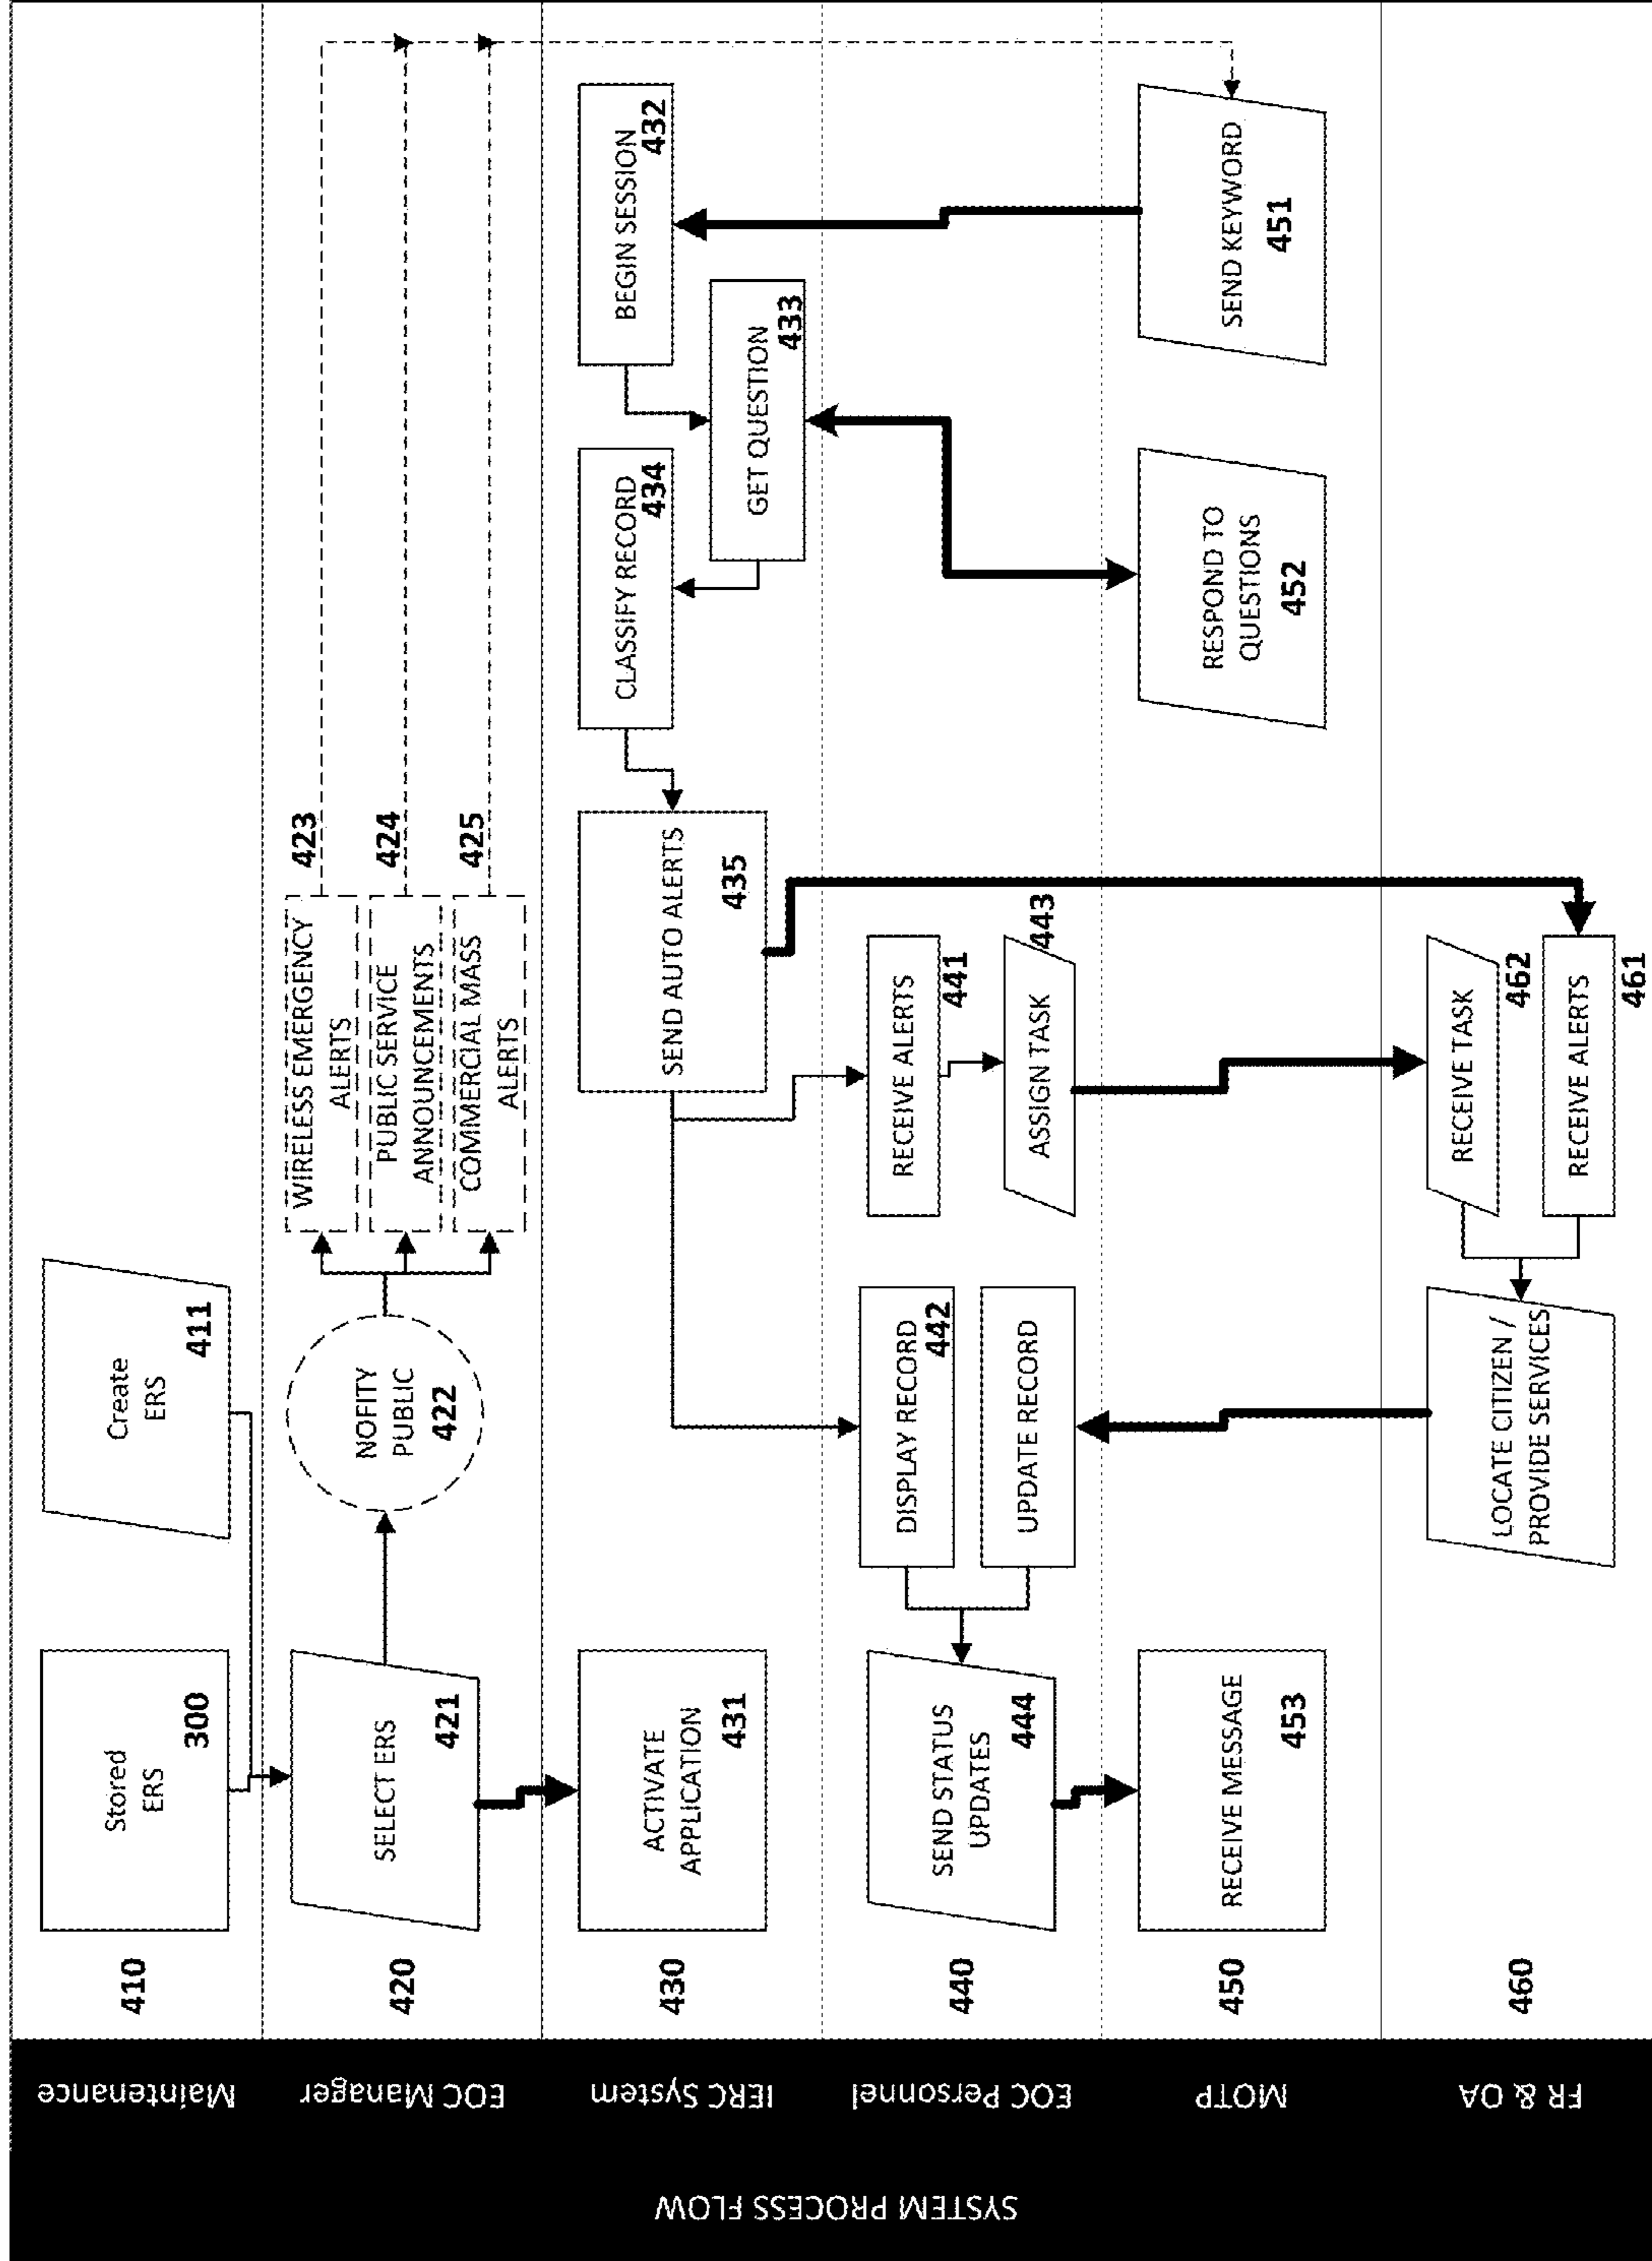 SYSTEM PROCESS FLOW
Maintenance
410
Stored
ERS
300
Create
ERS
411
EOC Manager
420
SELECT ERS
421
NOFITY
PUBLIC
422
WIRELESS EMERGENCY
ALERTS
423
PUBLIC SERVICE
ANNOUNCEMENTS
424
COMMERCIAL MASS
ALERTS
425
IERC System
430
ACTIVATE
APPLICATION
431
SEND AUTO ALERTS
435
CLASSIFY RECORD
434
GET QUESTION
433
BEGIN SESSION
432
EOC Personnel
440
SEND STATUS
UPDATES
444
DISPLAY RECORD
442
UPDATE RECORD
RECEIVE ALERTS
441
ASSIGN TASK
443
MOTP
450
RECEIVE MESSAGE
453
RESPOND TO
QUESTIONS
452
SEND KEYWORD
451
FR & OA
460
LOCATE CITIZEN /
PROVIDE SERVICES
RECEIVE TASK
462
RECEIVE ALERTS
461